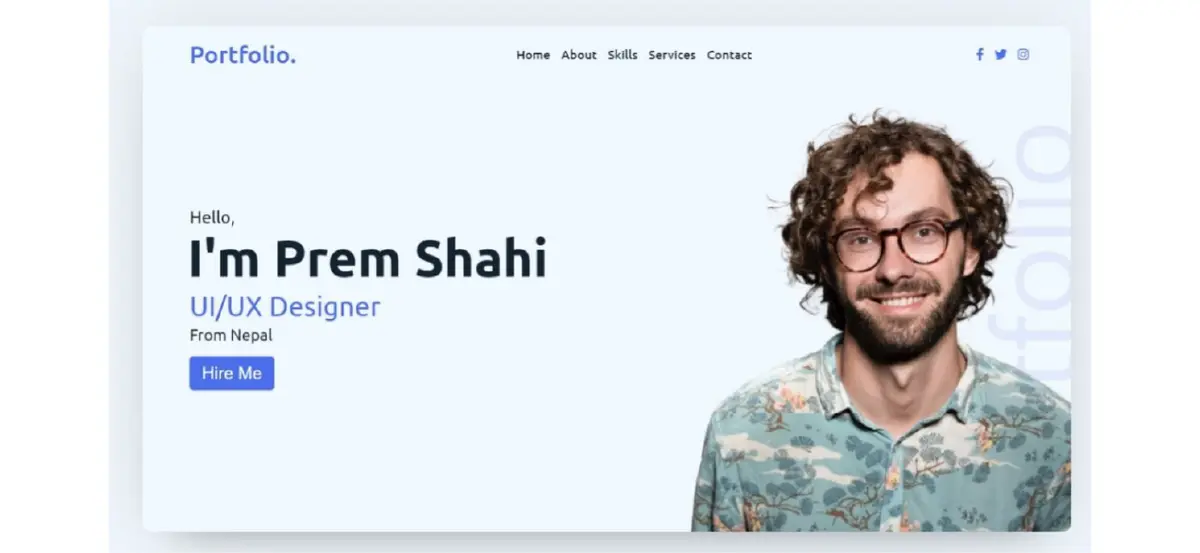 Portfolio.
Home About Skills Services Contact
Hello,
I'm Prem Shahi
UI/UX Designer
From Nepal
Hire Me
tfolio